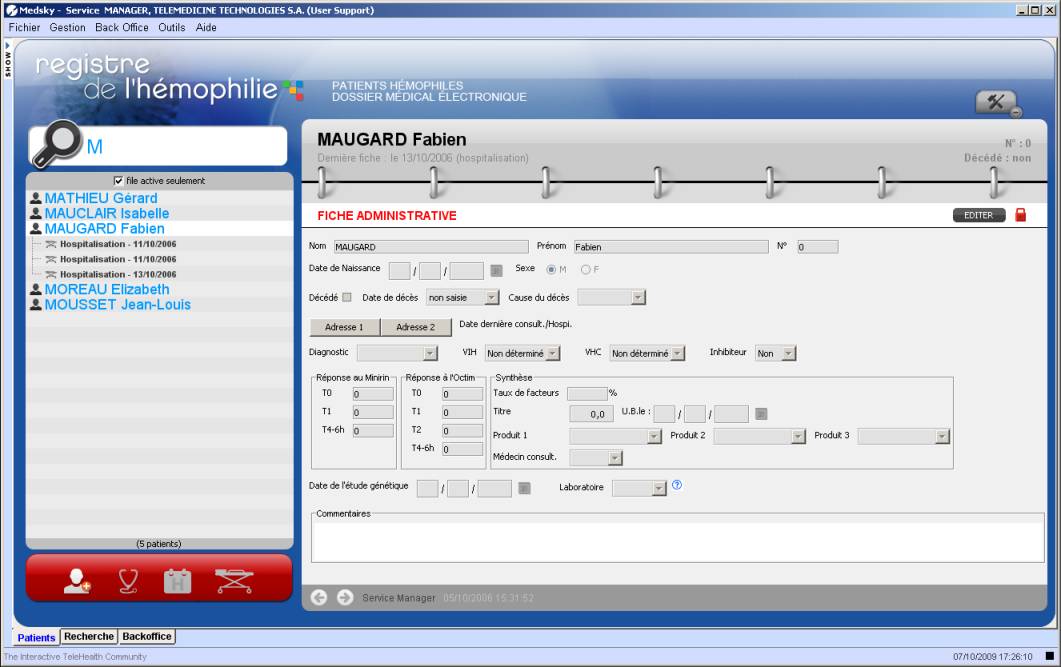 Medsky - Service MANAGER, TELEMEDICINE TECHNOLOGIES S.A. (User Support)
Fichier Gestion Back Office Outils Aide
SHOW
registre
de l'hémophilie
PATIENTS HÉMOPHILES
DOSSIER MÉDICAL ÉLECTRONIQUE
M
file active seulement
MATHIEU Gérard
MAUCLAIR Isabelle
MAUGARD Fabien
Hospitalisation - 11/10/2006
Hospitalisation - 11/10/2006
Hospitalisation - 13/10/2006
MOREAU Elizabeth
MOUSSET Jean-Louis
(5 patients)
H
MAUGARD Fabien
N° : 0
Dernière fiche : le 13/10/2006 (hospitalisation)
Décédé : non
FICHE ADMINISTRATIVE
EDITER
Nom MAUGARD Prénom Fabien N° 0
Date de Naissance / / Sexe M F
Décédé Date de décès non saisie Cause du décès
Adresse 1 Adresse 2 Date dernière consult./Hospi.
Diagnostic VIH Non déterminé VHC Non déterminé Inhibiteur Non
Réponse au Minirin Réponse à l'Octim Synthèse
T0 0 T0 0 Taux de facteurs %
T1 0 T1 0 Titre 0,0 U.B.le : / /
T4-6h 0 T2 0 Produit 1 Produit 2 Produit 3
T4-6h 0 Médecin consult.
Date de l'étude génétique / / Laboratoire ?
Commentaires
Service Manager 05/10/2006 15:31:52
Patients Recherche Backoffice
The Interactive TeleHealth Community
07/10/2009 17:26:10